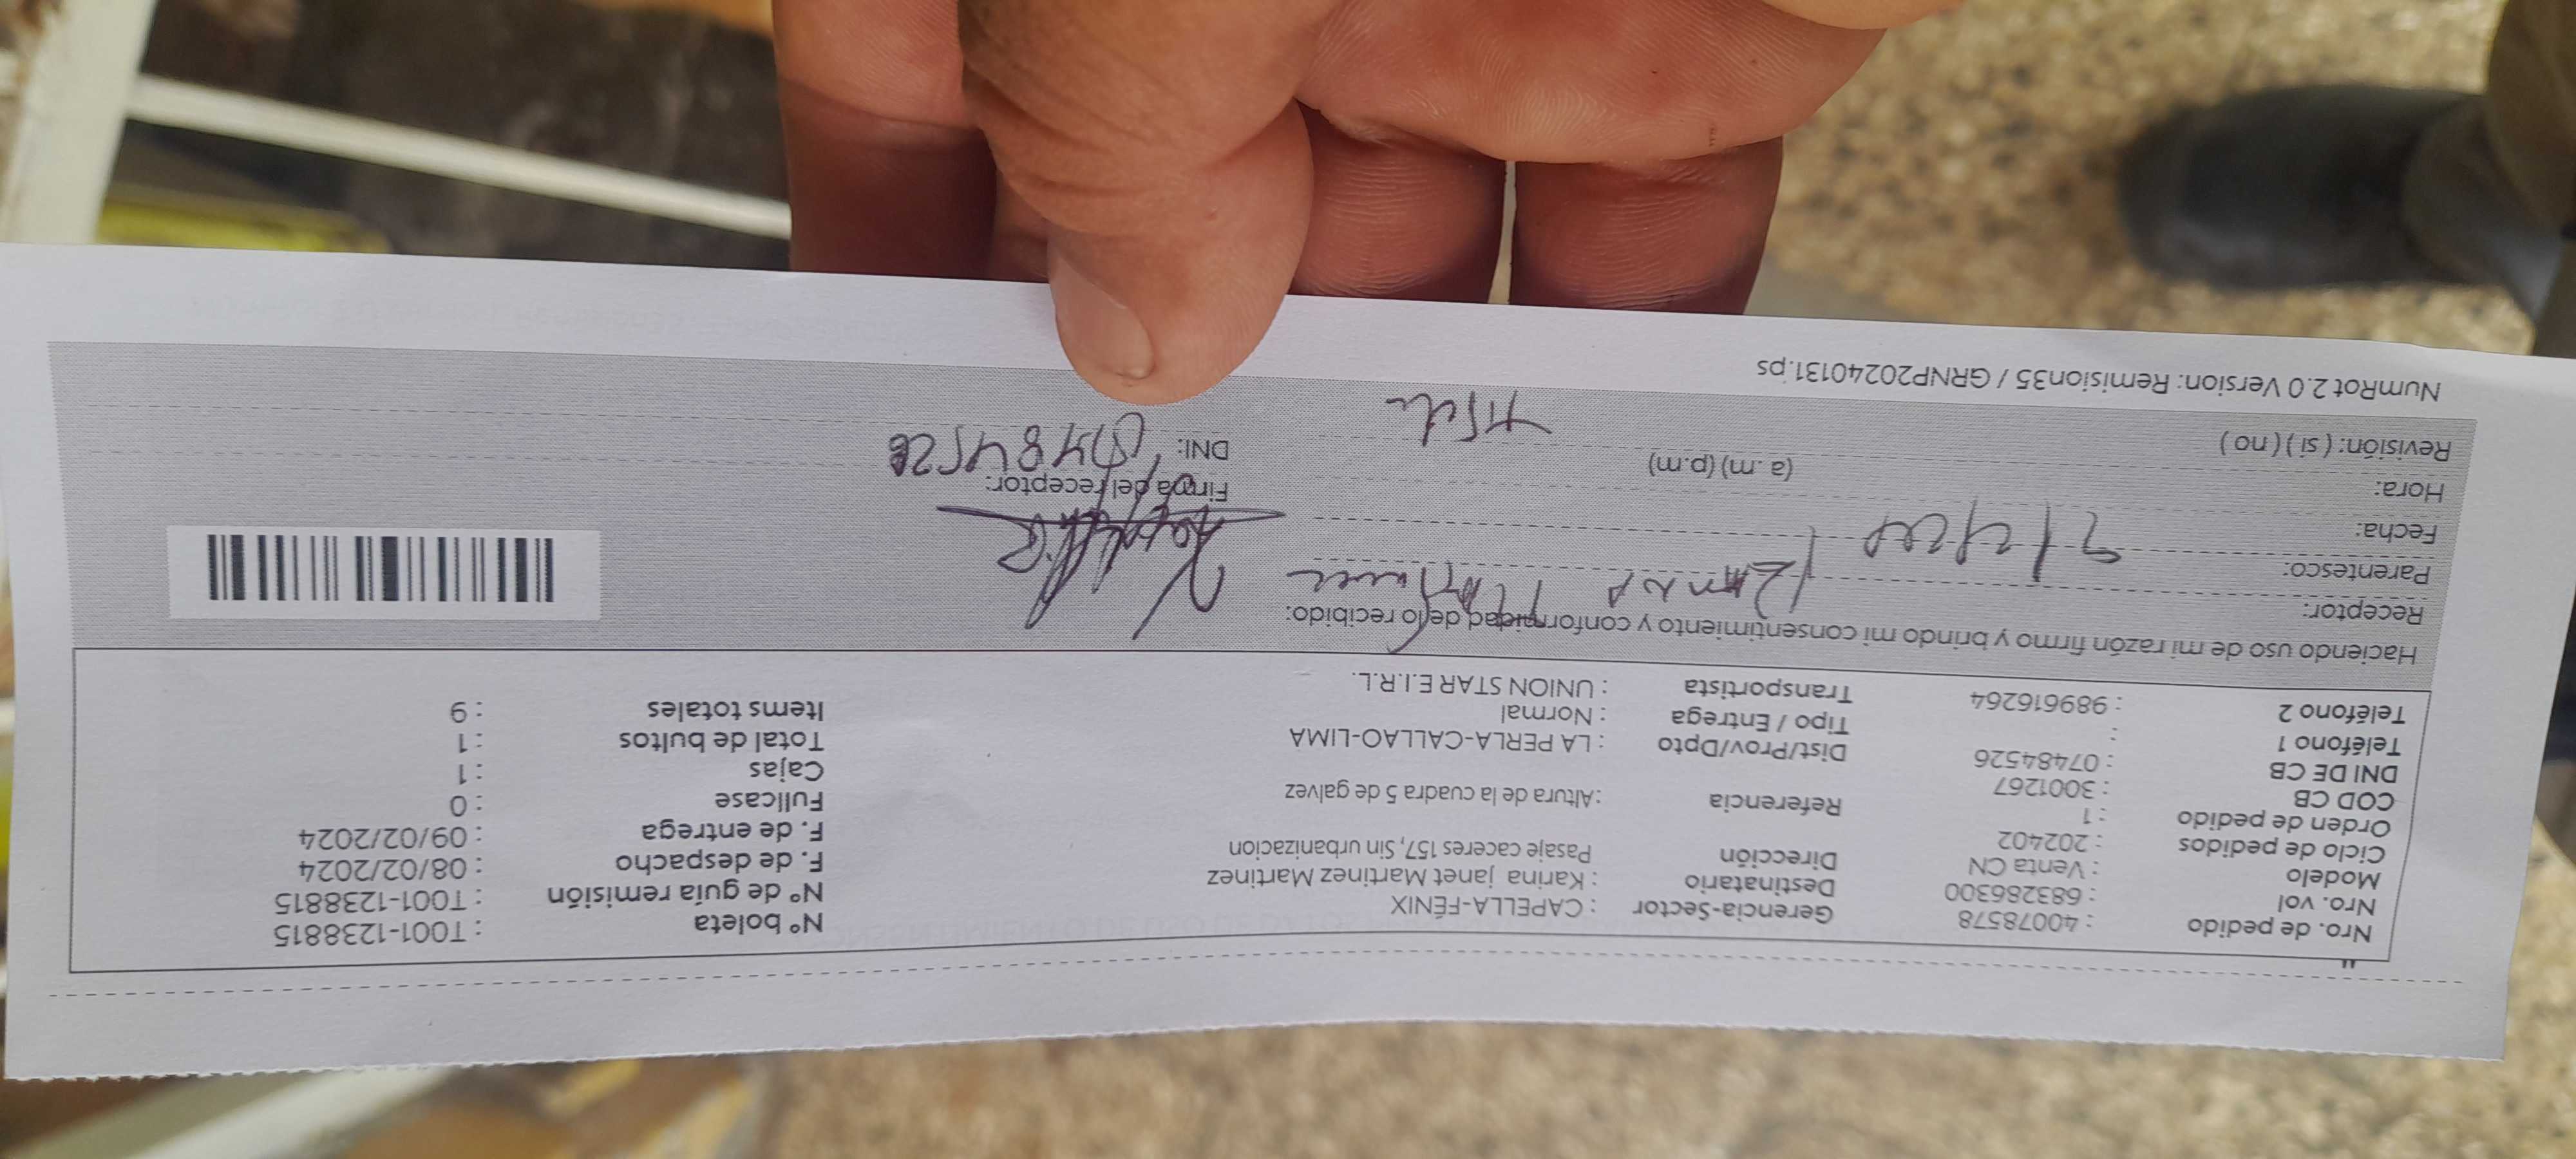 Nro. de pedido : 40078578 Gerencia-Sector : CAPELLA-FÉNIX Nº boleta : T001-1238815
Nro. vol : 683286300 Destinatario : Karina janet Martinez Martinez Nº de guía remisión : T001-1238815
Modelo : Venta CN Dirección Pasaje caceres 157, Sin urbanizacion F. de despacho : 08/02/2024
Ciclo de pedidos : 202402 F. de entrega : 09/02/2024
Orden de pedido : 1 Referencia :Altura de la cuadra 5 de galvez Fullcase : 0
COD CB : 3001267 Cajas : 1
DNI DE CB : 07484526 Dist/Prov/Dpto : LA PERLA-CALLAO-LIMA Total de bultos : 1
Teléfono 1 : Tipo / Entrega : Normal Items totales : 9
Teléfono 2 : 989616264 Transportista : UNION STAR E.I.R.L.
Haciendo uso de mi razón firmo y brindo mi consentimiento y conformidad de lo recibido:
Receptor:
Parentesco:
Fecha:
Hora: (a .m) (p.m) Firma del receptor:
Revisión: ( si ) ( no ) DNI: 07484526
NumRot 2.0 Version: Remision35 / GRNP20240131.ps